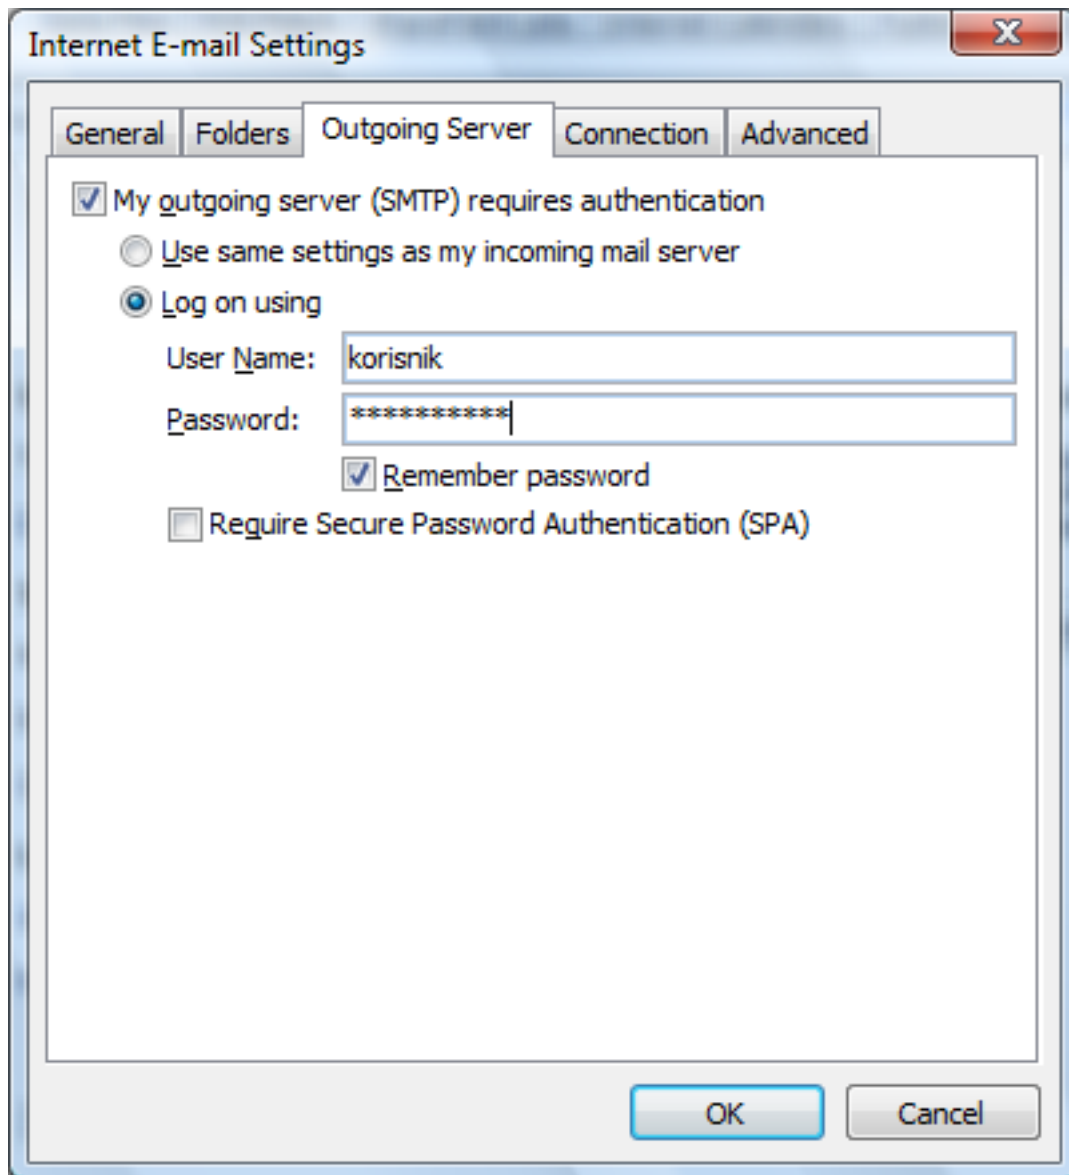 Internet E-mail Settings
General Folders Outgoing Server Connection Advanced
My outgoing server (SMTP) requires authentication
Use same settings as my incoming mail server
Log on using
User Name: korisnik
Password: **********
Remember password
Require Secure Password Authentication (SPA)
OK Cancel